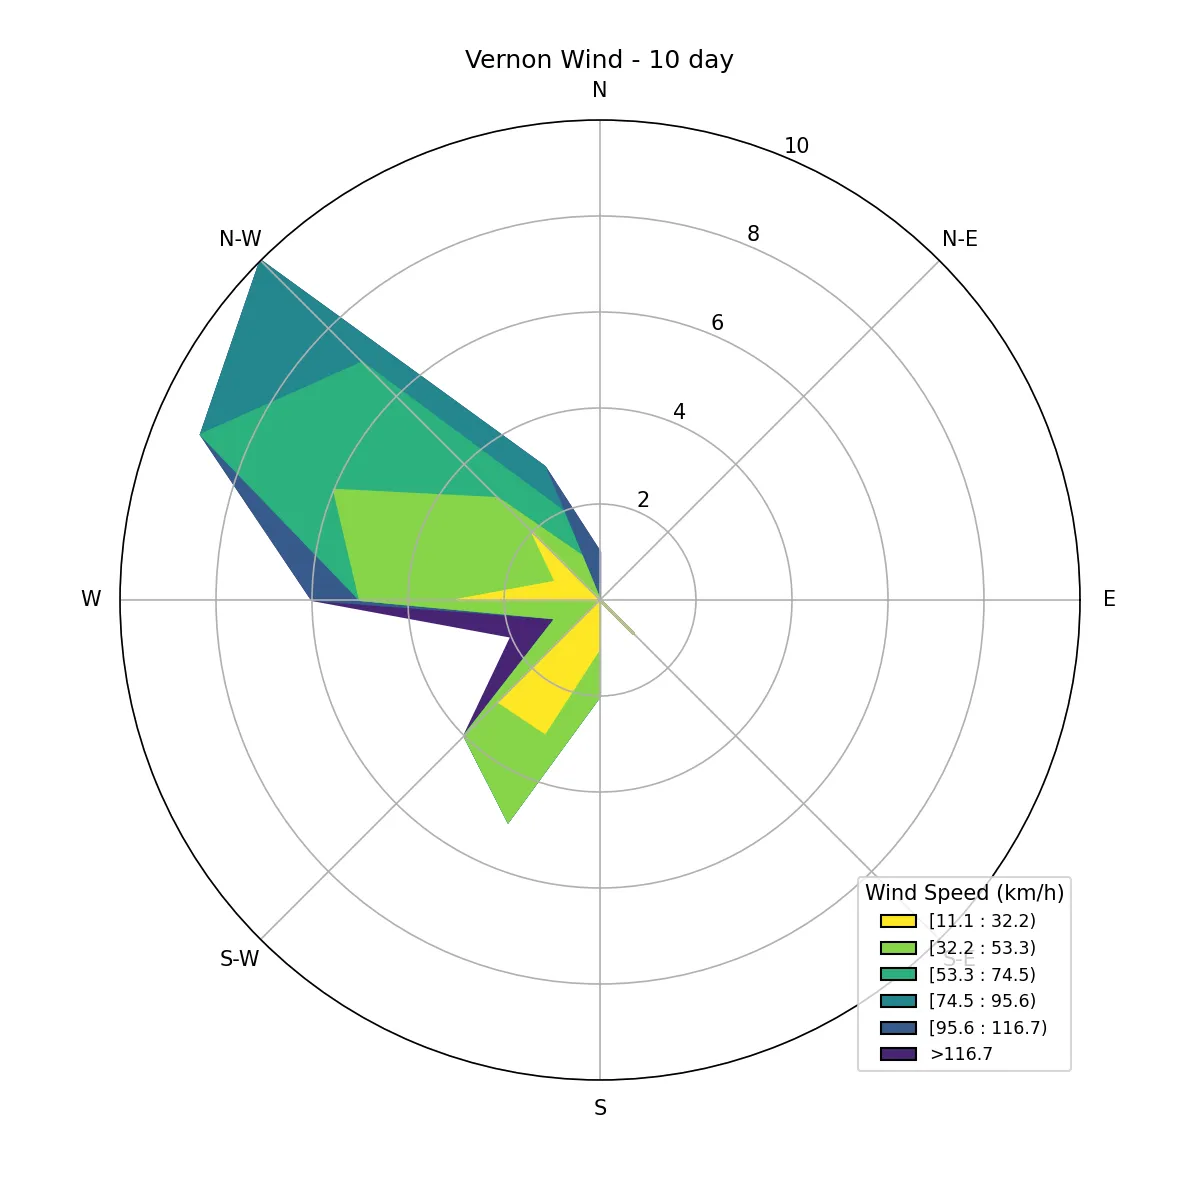 Vernon Wind - 10 day
N
10
N-W
N-E
8
6
4
2
W
E
Wind Speed (km/h)
[11.1 : 32.2)
[32.2 : 53.3)
S-W
S-E
[53.3 : 74.5)
[74.5 : 95.6)
[95.6 : 116.7)
>116.7
S